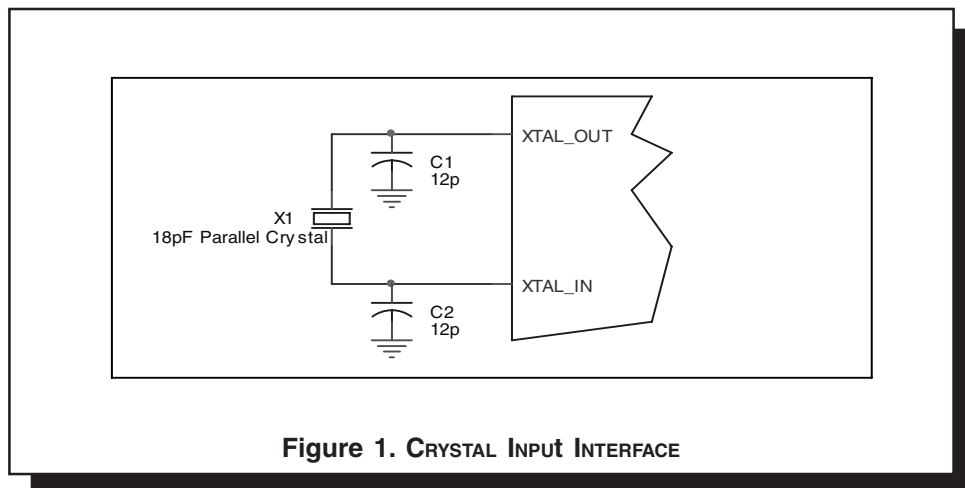 XTAL_OUT
C1
12p
X1
18pF Parallel Crystal
XTAL_IN
C2
12p
Figure 1. CRYSTAL INPUt INTERFACE